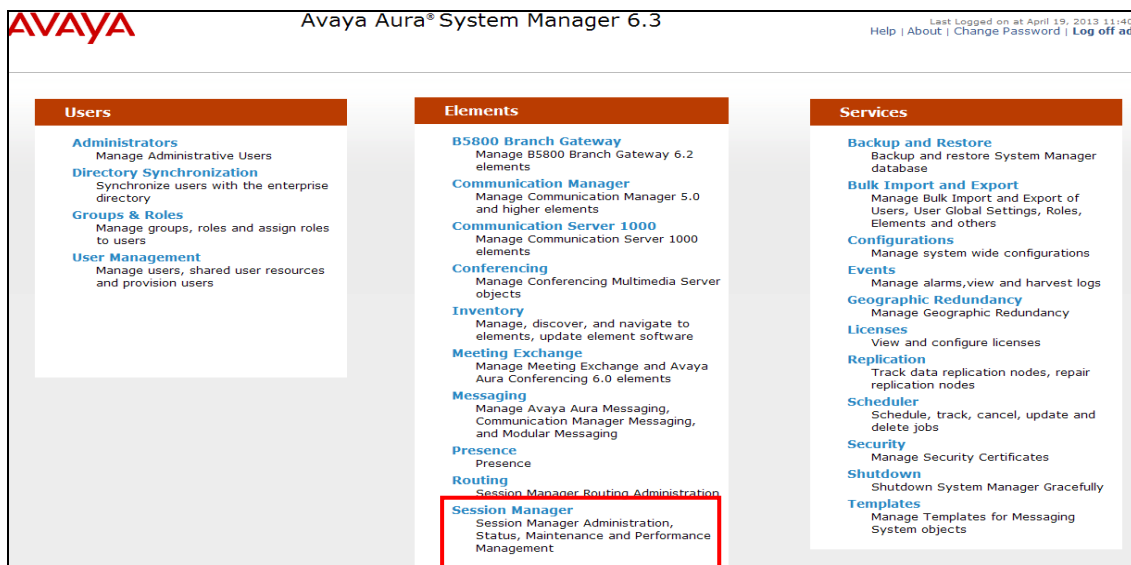 AVAYA
Avaya Aura® System Manager 6.3
Last Logged on at April 19, 2013 11:40
Help | About | Change Password | Log off ad
Users
Administrators
Manage Administrative Users
Directory Synchronization
Synchronize users with the enterprise
directory
Groups & Roles
Manage groups, roles and assign roles
to users
User Management
Manage users, shared user resources
and provision users
Elements
B5800 Branch Gateway
Manage B5800 Branch Gateway 6.2
elements
Communication Manager
Manage Communication Manager 5.0
and higher elements
Communication Server 1000
Manage Communication Server 1000
elements
Conferencing
Manage Conferencing Multimedia Server
objects
Inventory
Manage, discover, and navigate to
elements, update element software
Meeting Exchange
Manage Meeting Exchange and Avaya
Aura Conferencing 6.0 elements
Messaging
Manage Avaya Aura Messaging,
Communication Manager Messaging,
and Modular Messaging
Presence
Presence
Routing
Session Manager Routing Administration
Session Manager
Session Manager Administration,
Status, Maintenance and Performance
Management
Services
Backup and Restore
Backup and restore System Manager
database
Bulk Import and Export
Manage Bulk Import and Export of
Users, User Global Settings, Roles,
Elements and others
Configurations
Manage system wide configurations
Events
Manage alarms,view and harvest logs
Geographic Redundancy
Manage Geographic Redundancy
Licenses
View and configure licenses
Replication
Track data replication nodes, repair
replication nodes
Scheduler
Schedule, track, cancel, update and
delete jobs
Security
Manage Security Certificates
Shutdown
Shutdown System Manager Gracefully
Templates
Manage Templates for Messaging
System objects